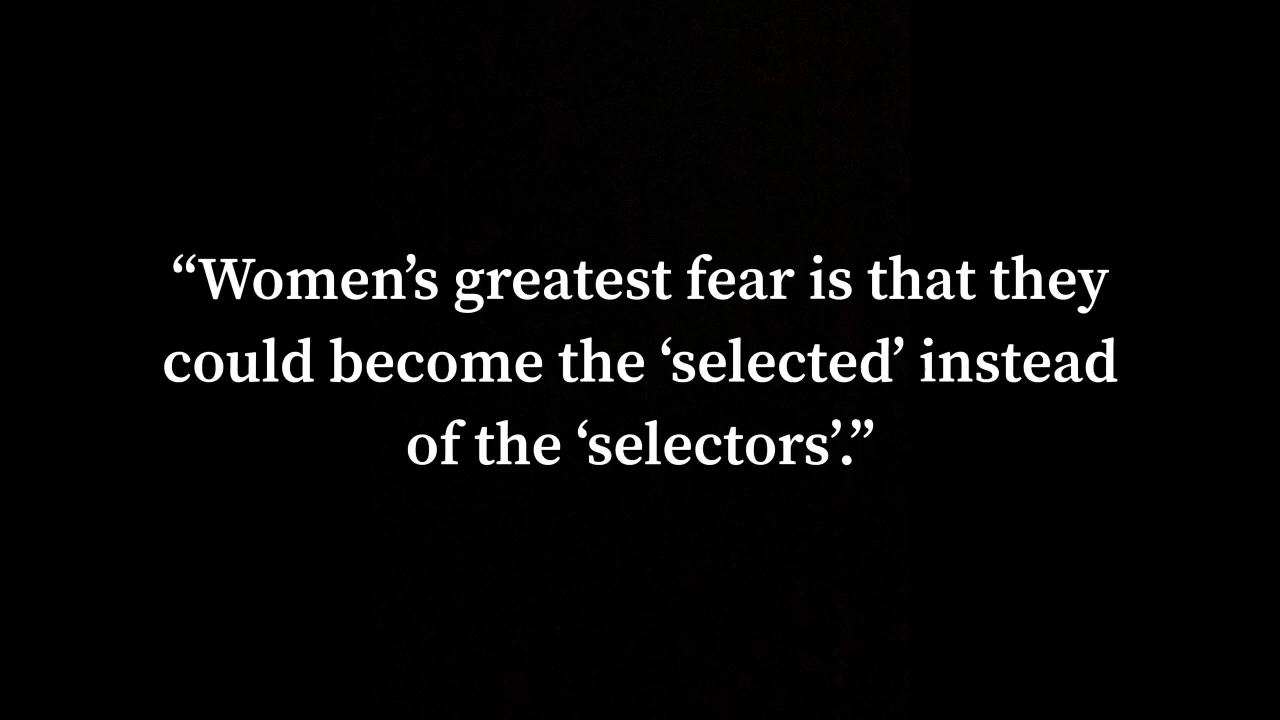 “Women’s greatest fear is that they
could become the ‘selected’ instead
of the ‘selectors’.”